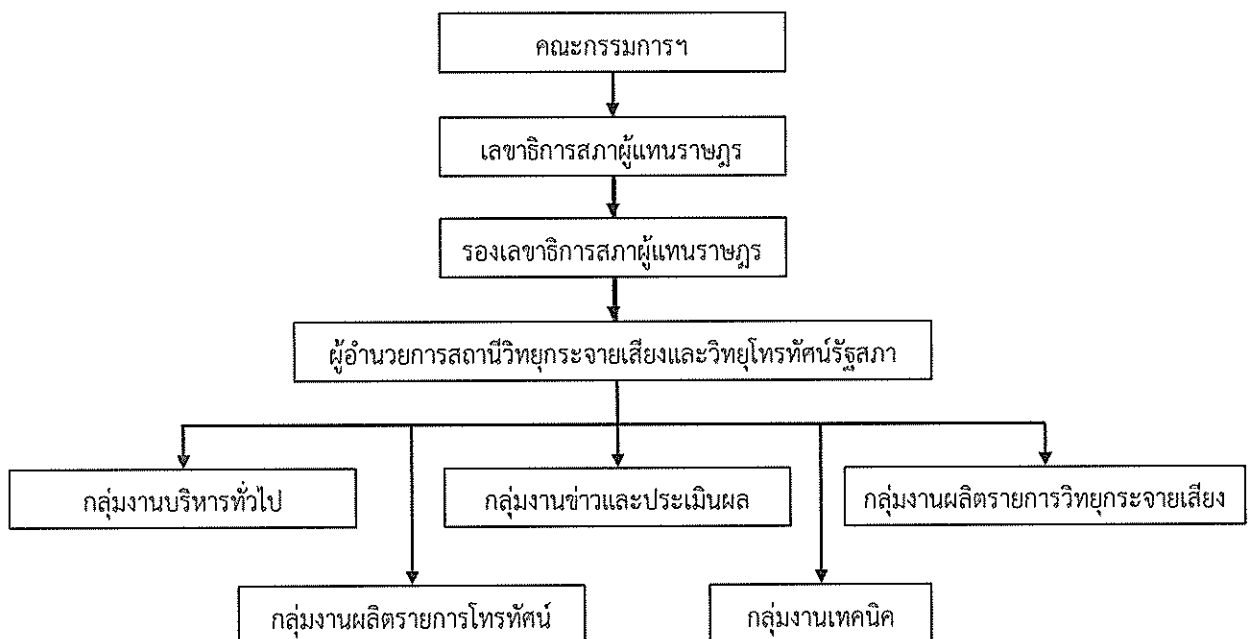 คณะกรรมการฯ
เลขาธิการสภาผู้แทนราษฎร
รองเลขาธิการสภาผู้แทนราษฎร
ผู้อำนวยการสถานีวิทยุกระจายเสียงและวิทยุโทรทัศน์รัฐสภา
กลุ่มงานบริหารทั่วไป
กลุ่มงานข่าวและประเมินผล
กลุ่มงานผลิตรายการวิทยุกระจายเสียง
กลุ่มงานผลิตรายการโทรทัศน์
กลุ่มงานเทคนิค